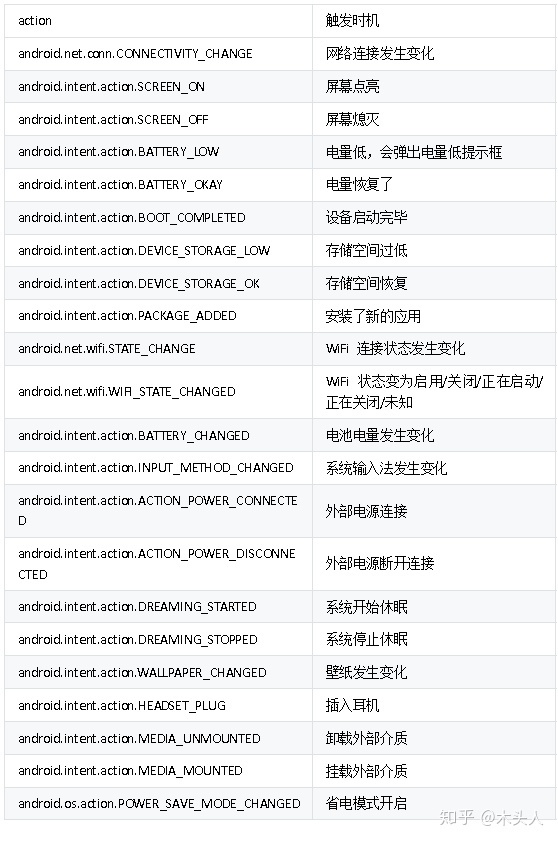 action
触发时机
android.net.conn.CONNECTIVITY_CHANGE
网络连接发生变化
android.intent.action.SCREEN_ON
屏幕点亮
android.intent.action.SCREEN_OFF
屏幕熄灭
android.intent.action.BATTERY_LOW
电量低，会弹出电量低提示框
android.intent.action.BATTERY_OKAY
电量恢复了
android.intent.action.BOOT_COMPLETED
设备启动完毕
android.intent.action.DEVICE_STORAGE_LOW
存储空间过低
android.intent.action.DEVICE_STORAGE_OK
存储空间恢复
android.intent.action.PACKAGE_ADDED
安装了新的应用
android.net.wifi.STATE_CHANGE
WiFi 连接状态发生变化
android.net.wifi.WIFI_STATE_CHANGED
WiFi 状态变为启用/关闭/正在启动/
正在关闭/未知
android.intent.action.BATTERY_CHANGED
电池电量发生变化
android.intent.action.INPUT_METHOD_CHANGED
系统输入法发生变化
android.intent.action.ACTION_POWER_CONNECTE
D
外部电源连接
android.intent.action.ACTION_POWER_DISCONNE
CTED
外部电源断开连接
android.intent.action.DREAMING_STARTED
系统开始休眠
android.intent.action.DREAMING_STOPPED
系统停止休眠
android.intent.action.WALLPAPER_CHANGED
壁纸发生变化
android.intent.action.HEADSET_PLUG
插入耳机
android.intent.action.MEDIA_UNMOUNTED
卸载外部介质
android.intent.action.MEDIA_MOUNTED
挂载外部介质
android.os.action.POWER_SAVE_MODE_CHANGED
省电模式开启
知乎 @木头人